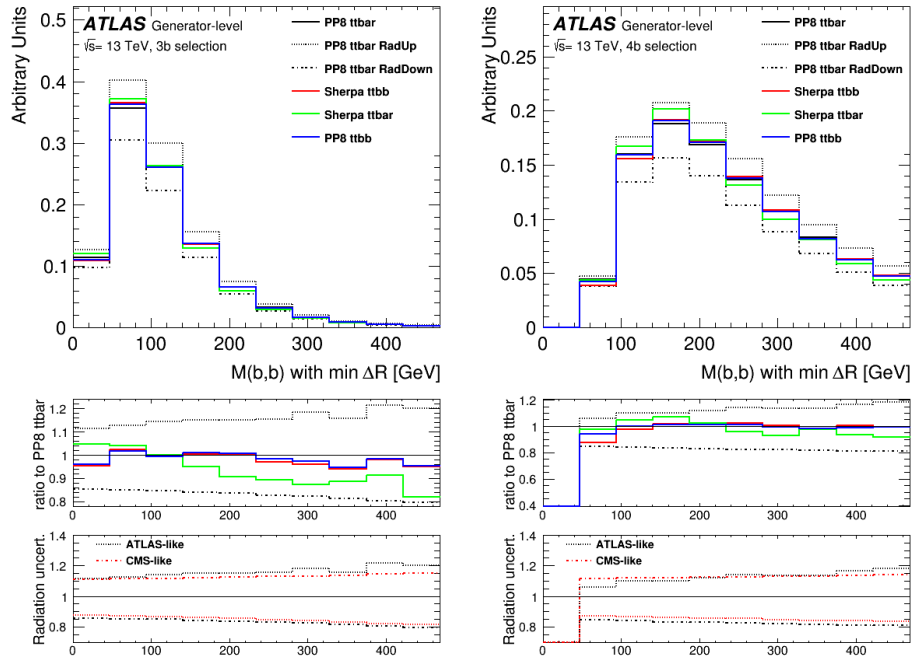 ATLAS Generator-level
√s= 13 TeV, 3b selection
PP8 ttbar
PP8 ttbar RadUp
PP8 ttbar RadDown
Sherpa ttbb
Sherpa ttbar
PP8 ttbb
Arbitrary Units
0.5
0.4
0.3
0.2
0.1
0
0 100 200 300 400
M(b,b) with min ΔR [GeV]
ratio to PP8 ttbar
1.2
1.1
1.0
0.9
0.8
0 100 200 300 400
Radiation uncert.
ATLAS-like
CMS-like
1.4
1.2
1
0.8
0 100 200 300 400
ATLAS Generator-level
√s= 13 TeV, 4b selection
PP8 ttbar
PP8 ttbar RadUp
PP8 ttbar RadDown
Sherpa ttbb
Sherpa ttbar
PP8 ttbb
Arbitrary Units
0.25
0.2
0.15
0.1
0.05
0
0 100 200 300 400
M(b,b) with min ΔR [GeV]
ratio to PP8 ttbar
1.2
1.0
0.8
0.6
0.4
0 100 200 300 400
Radiation uncert.
ATLAS-like
CMS-like
1.4
1.2
1
0.8
0 100 200 300 400